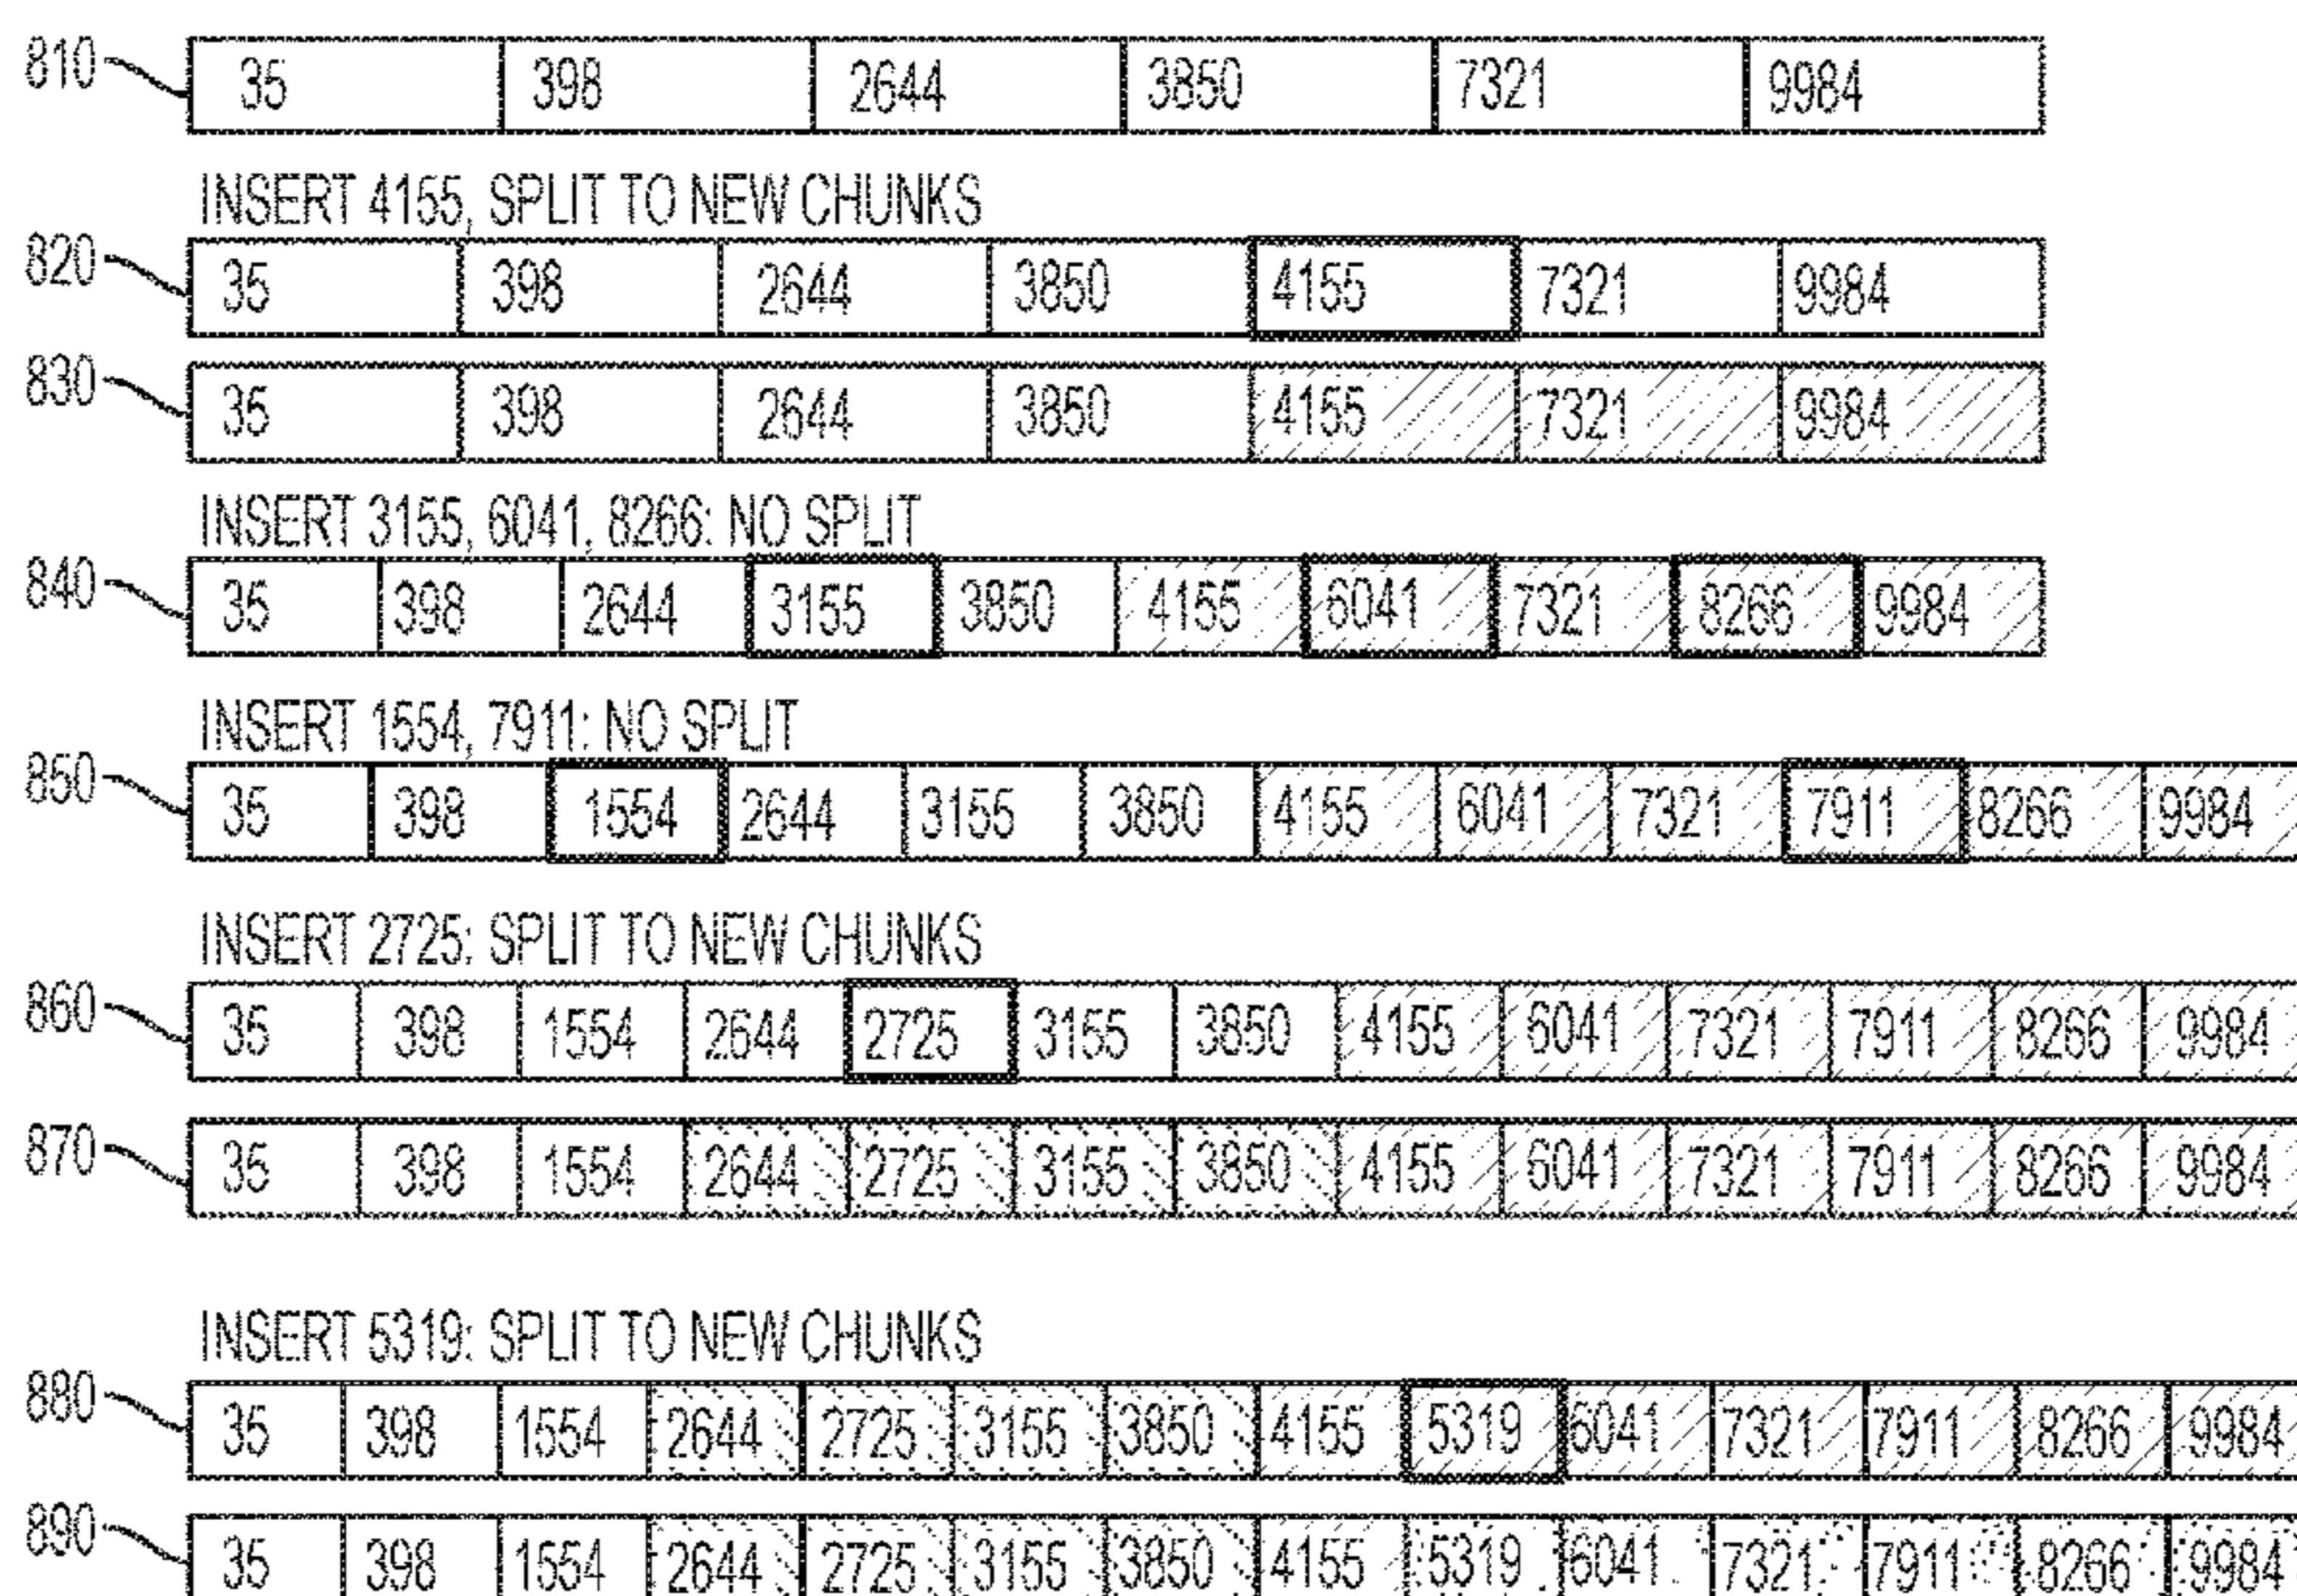 810 35 398 2644 3850 7321 9984
INSERT 4155, SPLIT TO NEW CHUNKS
820 35 398 2644 3850 4155 7321 9984
830 35 398 2644 3850 4155 7321 9984
INSERT 3155, 6041, 8266: NO SPLIT
840 35 398 2644 3155 3850 4155 6041 7321 8266 9984
INSERT 1554, 7911: NO SPLIT
850 35 398 1554 2644 3155 3850 4155 6041 7321 7911 8266 9984
INSERT 2725: SPLIT TO NEW CHUNKS
860 35 398 1554 2644 2725 3155 3850 4155 6041 7321 7911 8266 9984
870 35 398 1554 2644 2725 3155 3850 4155 6041 7321 7911 8266 9984
INSERT 5319: SPLIT TO NEW CHUNKS
880 35 398 1554 2644 2725 3155 3850 4155 5319 6041 7321 7911 8266 9984
890 35 398 1554 2644 2725 3155 3850 4155 5319 6041 7321 7911 8266 9984